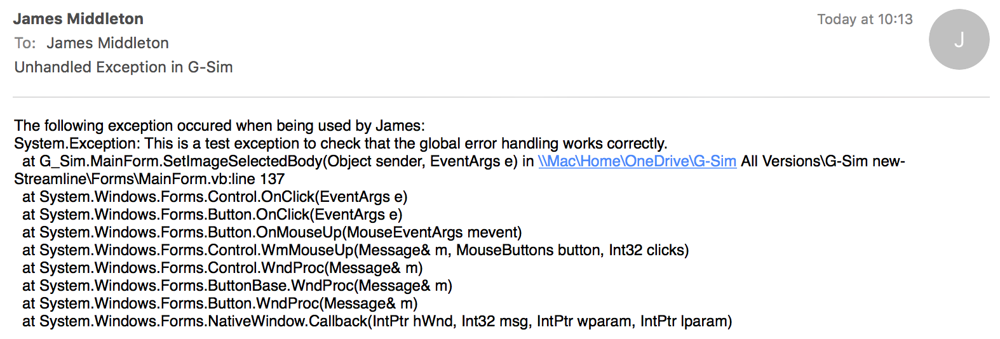 James Middleton
Today at 10:13
J
To: James Middleton
Unhandled Exception in G-Sim
The following exception occured when being used by James:
System.Exception: This is a test exception to check that the global error handling works correctly.
at G_Sim.MainForm.SetImageSelectedBody(Object sender, EventArgs e) in \\Mac\Home\OneDrive\G-Sim All Versions\G-Sim new-
Streamline\Forms\MainForm.vb:line 137
at System.Windows.Forms.Control.OnClick(EventArgs e)
at System.Windows.Forms.Button.OnClick(EventArgs e)
at System.Windows.Forms.Button.OnMouseUp(MouseEventArgs mevent)
at System.Windows.Forms.Control.WmMouseUp(Message& m, MouseButtons button, Int32 clicks)
at System.Windows.Forms.Control.WndProc(Message& m)
at System.Windows.Forms.ButtonBase.WndProc(Message& m)
at System.Windows.Forms.Button.WndProc(Message& m)
at System.Windows.Forms.NativeWindow.Callback(IntPtr hWnd, Int32 msg, IntPtr wparam, IntPtr lparam)